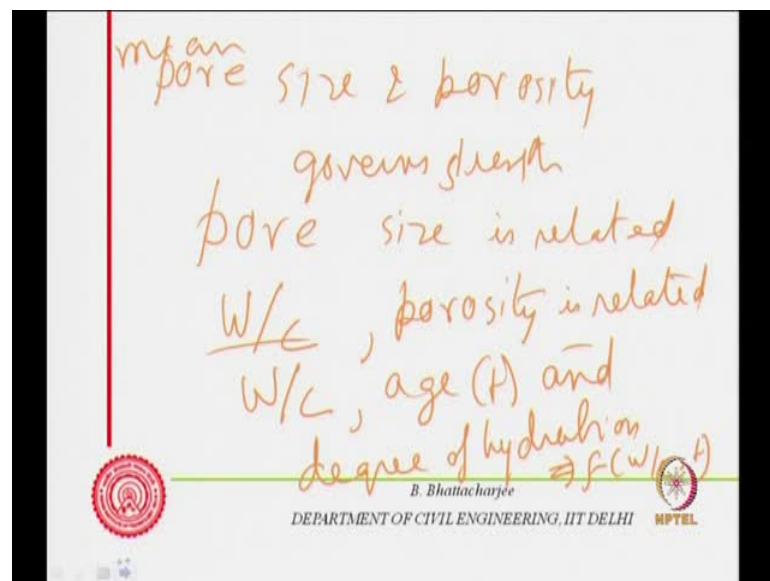 mean
pore size & porosity
governs strength
pore size is related
W/C, porosity is related
W/C, age (t) and
degree of hydration
⇒ f(W/C, t)
B. Bhattacharjee
DEPARTMENT OF CIVIL ENGINEERING, IIT DELHI
NPTEL